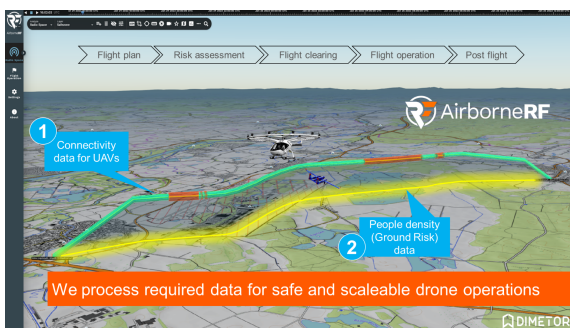 AirborneRF
Flight plan
Risk assessment
Flight clearing
Flight operation
Post flight
AirborneRF
1
Connectivity
data for UAVs
People density
(Ground Risk)
data
2
We process required data for safe and scaleable drone operations
DIMETOR